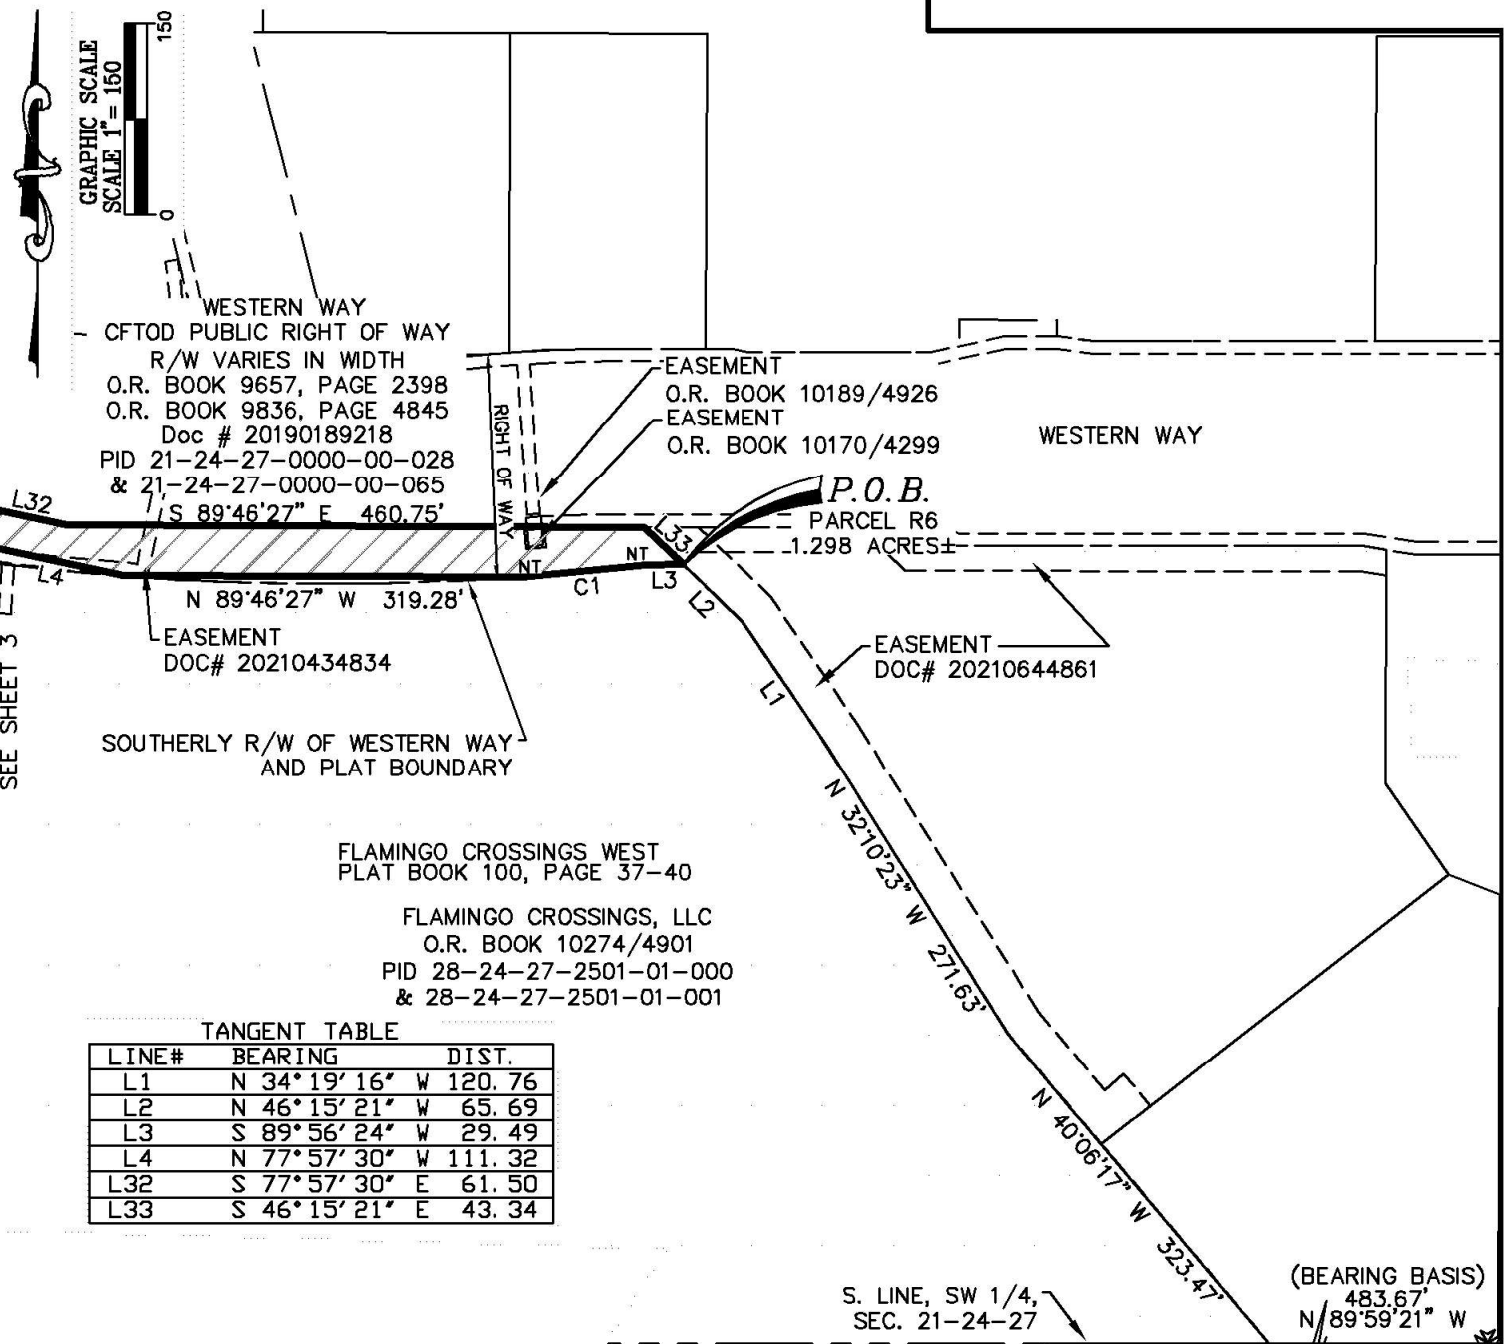 GRAPHIC SCALE
SCALE 1"= 150
0
150
WESTERN WAY
CFTOD PUBLIC RIGHT OF WAY
R/W VARIES IN WIDTH
O.R. BOOK 9657, PAGE 2398
O.R. BOOK 9836, PAGE 4845
Doc # 20190189218
PID 21-24-27-0000-00-028
& 21-24-27-0000-00-065
S 89°46'27" E 460.75'
L32
L4
RIGHT OF WAY
EASEMENT
O.R. BOOK 10189/4926
EASEMENT
O.R. BOOK 10170/4299
WESTERN WAY
P.O.B.
PARCEL R6
1.298 ACRES±
L33
NT
NT
C1
L3
L2
L1
N 89°46'27" W 319.28'
EASEMENT
DOC# 20210434834
EASEMENT
DOC# 20210644861
SEE SHEET 3
SOUTHERLY R/W OF WESTERN WAY
AND PLAT BOUNDARY
N 32°10'23" W 271.63'
FLAMINGO CROSSINGS WEST
PLAT BOOK 100, PAGE 37-40
FLAMINGO CROSSINGS, LLC
O.R. BOOK 10274/4901
PID 28-24-27-2501-01-000
& 28-24-27-2501-01-001
TANGENT TABLE
LINE# BEARING DIST.
L1 N 34°19'16" W 120.76
L2 N 46°15'21" W 65.69
L3 S 89°56'24" W 29.49
L4 N 77°57'30" W 111.32
L32 S 77°57'30" E 61.50
L33 S 46°15'21" E 43.34
N 40°06'17" W 323.47'
S. LINE, SW 1/4,
SEC. 21-24-27
(BEARING BASIS)
483.67'
N 89°59'21" W